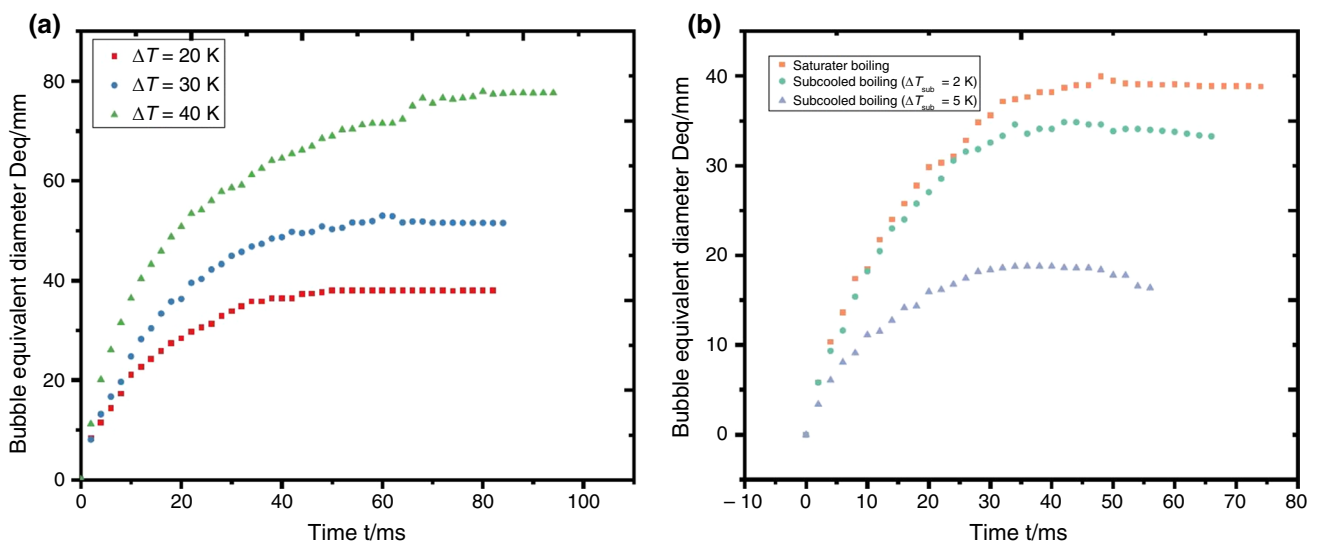 (a)
ΔT = 20 K
ΔT = 30 K
ΔT = 40 K
Bubble equivalent diameter Deq/mm
80
60
40
20
0
0 20 40 60 80 100
Time t/ms
(b)
Saturater boiling
Subcooled boiling (ΔTsub = 2 K)
Subcooled boiling (ΔTsub = 5 K)
Bubble equivalent diameter Deq/mm
40
30
20
10
0
– 10 0 10 20 30 40 50 60 70 80
Time t/ms